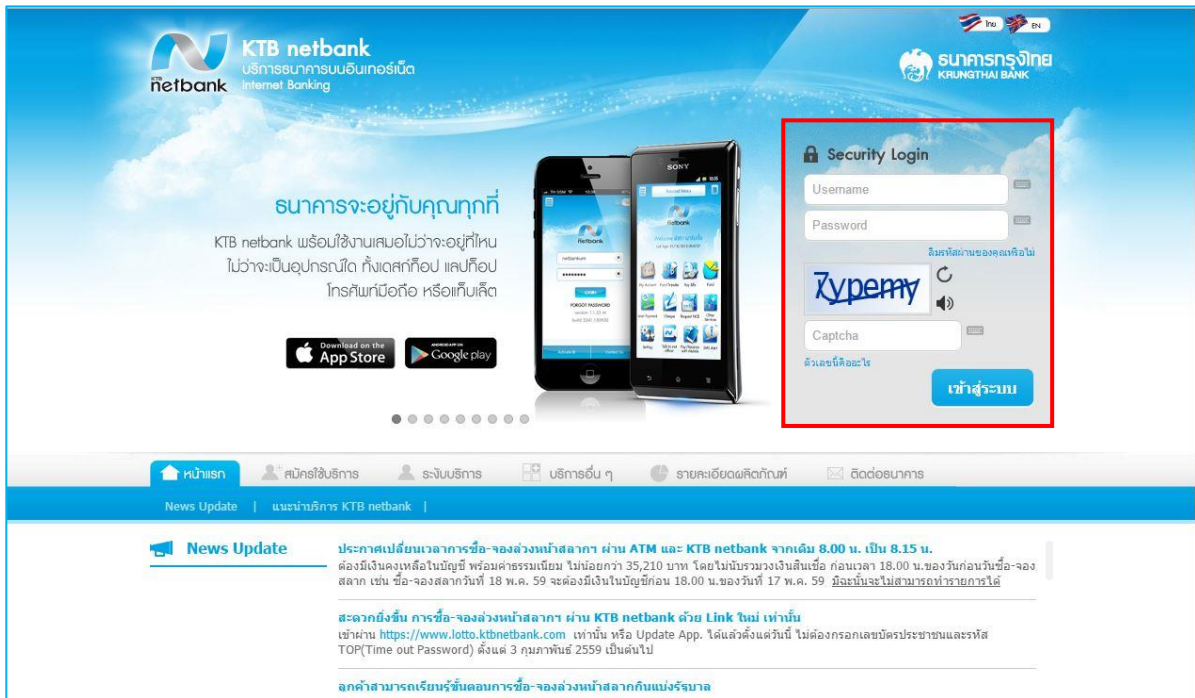 ไทย EN
KTB netbank
บริการธนาคารบนอินเทอร์เน็ต
Internet Banking
KTB
netbank
ธนาคารกรุงไทย
KRUNGTHAI BANK
Security Login
Username
Password
ลืมรหัสผ่านของคุณหรือไม่
Captcha
ตัวเลขนี้คืออะไร
เข้าสู่ระบบ
ธนาคารจะอยู่กับคุณทุกที่
KTB netbank พร้อมใช้งานเสมอไม่ว่าจะอยู่ที่ไหน
ไม่ว่าจะเป็นอุปกรณ์ใด ทั้งเดสก์ท็อป แลปท็อป
โทรศัพท์มือถือ หรือแท็บเล็ต
Download on the
App Store
ANDROID APP ON
Google play
SONY
netbank
LOGIN
FORGOT PASSWORD
netbank
หน้าแรก สมัครใช้บริการ ระงับบริการ บริการอื่น ๆ รายละเอียดผลิตภัณฑ์ ติดต่อธนาคาร
News Update | แนะนำบริการ KTB netbank |
News Update
ประกาศเปลี่ยนเวลาการซื้อ-จองล่วงหน้าสลากฯ ผ่าน ATM และ KTB netbank จากเดิม 8.00 น. เป็น 8.15 น.
ต้องมีเงินคงเหลือในบัญชี พร้อมค่าธรรมเนียม ไม่น้อยกว่า 35,210 บาท โดยไม่นับรวมวงเงินสินเชื่อ ก่อนเวลา 18.00 น.ของวันก่อนวันซื้อ-จอง
สลาก เช่น ซื้อ-จองสลากวันที่ 18 พ.ค. 59 จะต้องมีเงินในบัญชีก่อน 18.00 น.ของวันที่ 17 พ.ค. 59 มิฉะนั้นจะไม่สามารถทำรายการได้
สะดวกยิ่งขึ้น การซื้อ-จองล่วงหน้าสลากฯ ผ่าน KTB netbank ด้วย Link ใหม่ เท่านั้น
เข้าผ่าน https://www.lotto.ktbnetbank.com เท่านั้น หรือ Update App. ได้แล้วตั้งแต่วันนี้ ไม่ต้องกรอกเลขบัตรประชาชนและรหัส
TOP(Time out Password) ตั้งแต่ 3 กุมภาพันธ์ 2559 เป็นต้นไป
ลูกค้าสามารถเรียนรู้ขั้นตอนการซื้อ-จองล่วงหน้าสลากกินแบ่งรัฐบาล